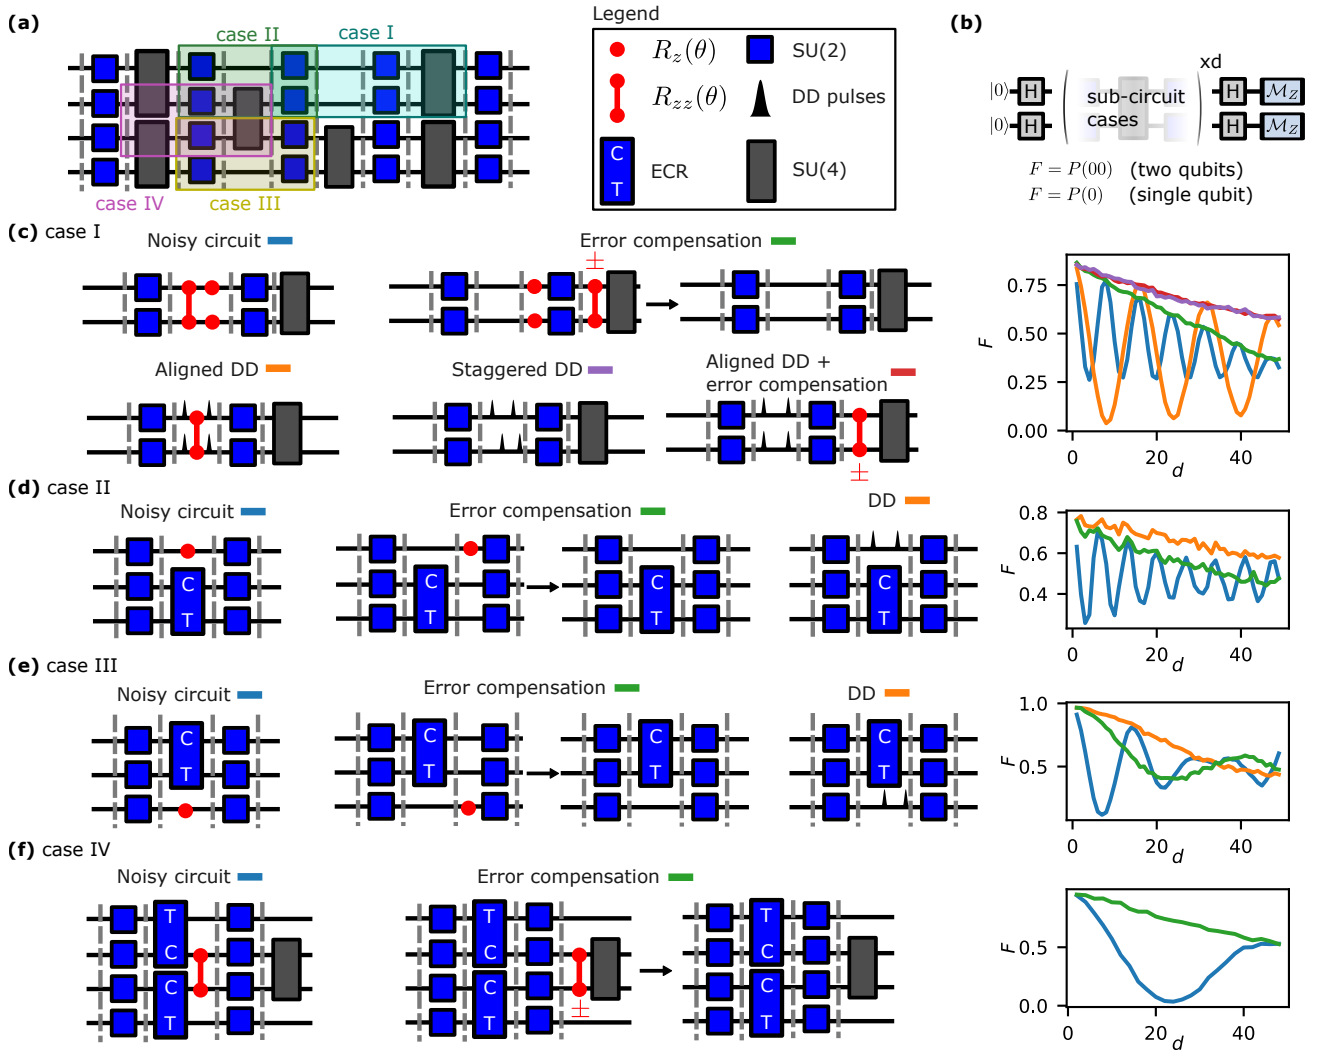 (a)
case II
case I
case IV
case III
Legend
R_z(θ)
SU(2)
R_zz(θ)
DD pulses
C
T
ECR
SU(4)
(b)
xd
|0⟩ H
sub-circuit
cases
H M_Z
|0⟩ H
H M_Z
F = P(00) (two qubits)
F = P(0) (single qubit)
(c) case I
Noisy circuit
Error compensation
±
Aligned DD
Staggered DD
Aligned DD +
error compensation
±
0.75
0.50
0.25
0.00
F
0 20 40
d
(d) case II
Noisy circuit
C
T
Error compensation
C
T
C
T
DD
C
T
0.8
0.6
0.4
F
0 20 40
d
(e) case III
Noisy circuit
C
T
Error compensation
C
T
C
T
DD
C
T
1.0
0.5
F
0 20 40
d
(f) case IV
Noisy circuit
T
C
C
T
Error compensation
T
C
C
T
±
T
C
C
T
0.5
0.0
F
0 20 40
d